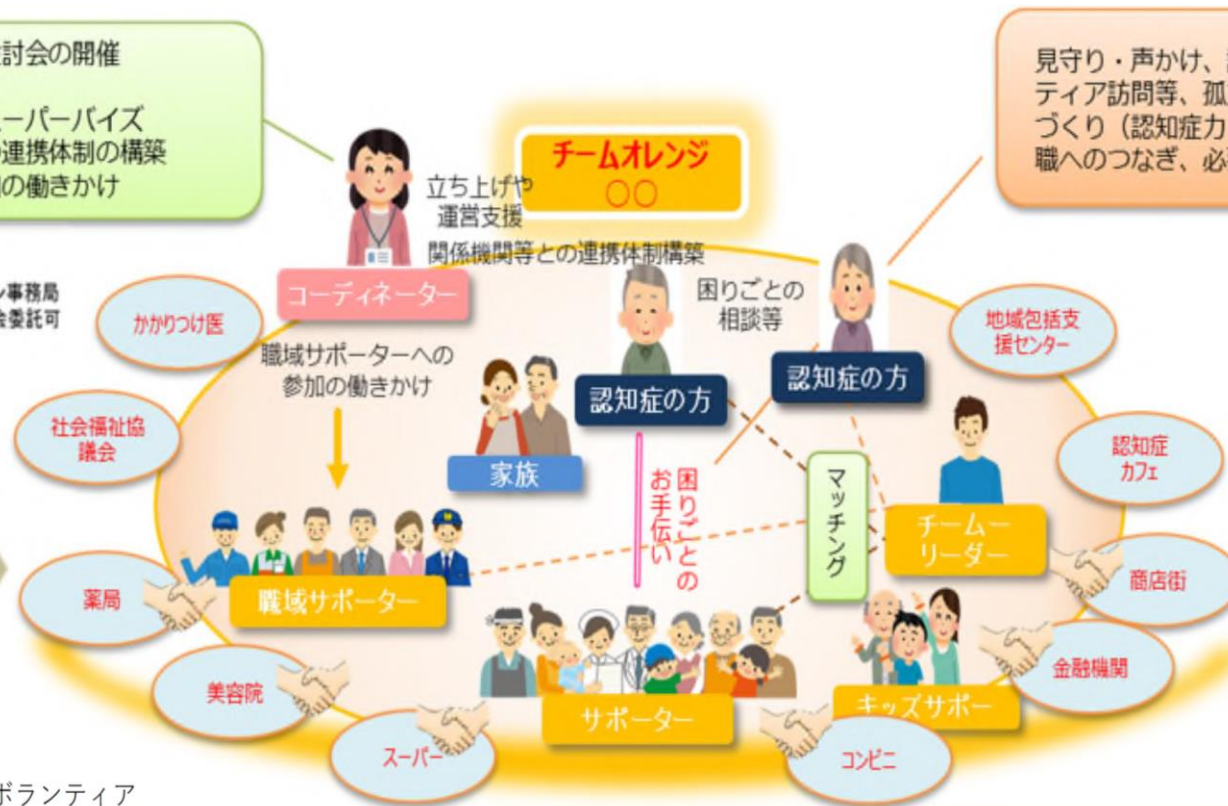 討会の開催
ーパーバイズ
連携体制の構築
の働きかけ
見守り・声かけ、
ティア訪問等、孤
づくり（認知症カ
職へのつなぎ、必
チームオレンジ
〇〇
立ち上げや
運営支援
関係機関等との連携体制構築
コーディネーター
事務局
委託可
かかりつけ医
困りごとの
相談等
地域包括支
援センター
職域サポーターへの
参加の働きかけ
認知症の方
認知症の方
社会福祉協
議会
家族
認知症
カフェ
困りごとの
お手伝い
マッチング
チームー
リーダー
薬局
職域サポーター
商店街
美容院
金融機関
サポーター
キッズサポー
スーパー
コンビニ
ボランティア